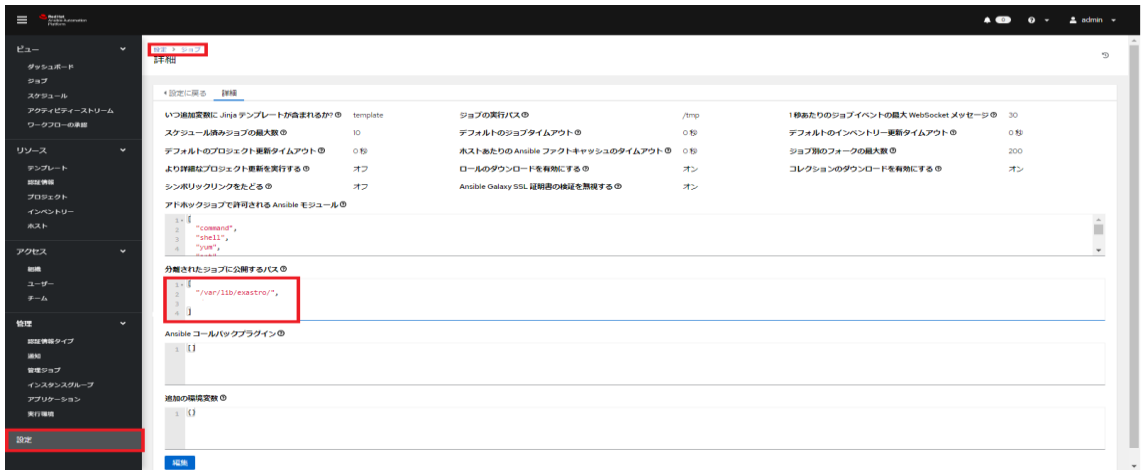 Red Hat
Ansible Automation
Platform
0
admin
ビュー
ダッシュボード
ジョブ
スケジュール
アクティビティーストリーム
ワークフローの承認
リソース
テンプレート
認証情報
プロジェクト
インベントリー
ホスト
アクセス
組織
ユーザー
チーム
管理
認証情報タイプ
通知
管理ジョブ
インスタンスグループ
アプリケーション
実行環境
設定
設定 > ジョブ
詳細
設定に戻る 詳細
いつ追加変数に Jinja テンプレートが含まれるか? template ジョブの実行パス /tmp 1 秒あたりのジョブイベントの最大 WebSocket メッセージ 30
スケジュール済みジョブの最大数 10 デフォルトのジョブタイムアウト 0 秒 デフォルトのインベントリー更新タイムアウト 0 秒
デフォルトのプロジェクト更新タイムアウト 0 秒 ホストあたりの Ansible ファクトキャッシュのタイムアウト 0 秒 ジョブ別のフォークの最大数 200
より詳細なプロジェクト更新を実行する オフ ロールのダウンロードを有効にする オン コレクションのダウンロードを有効にする オン
シンボリックリンクをたどる オフ Ansible Galaxy SSL 証明書の検証を無視する オン
アドホックジョブで許可される Ansible モジュール
1 [
2 "command",
3 "shell",
4 "yum",
分離されたジョブに公開するパス
1 [
2 "/var/lib/exastro/",
3
4 ]
Ansible コールバックプラグイン
1 []
追加の環境変数
1 {}
編集